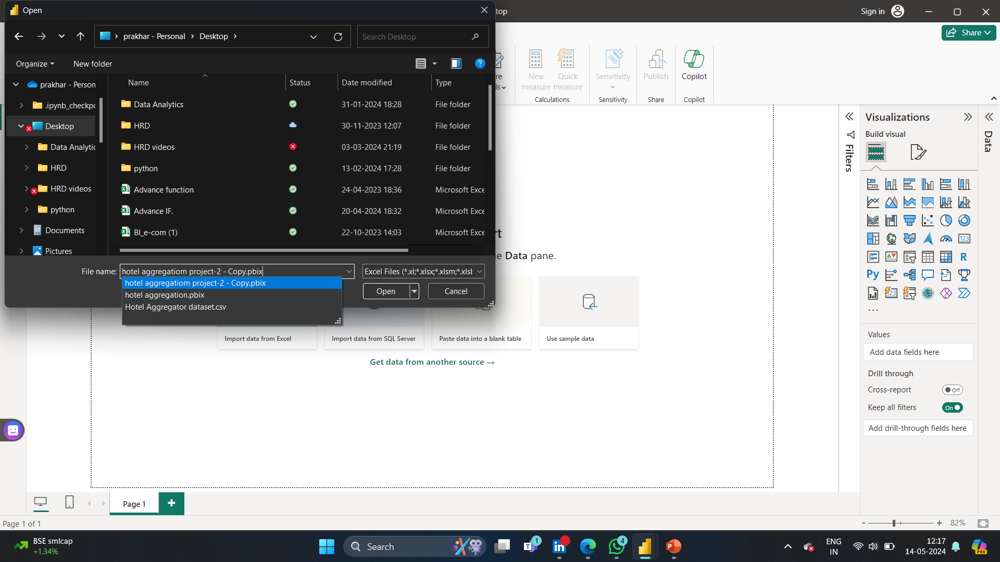 Open
top
Sign in
prakhar - Personal
Desktop
Search Desktop
Share
Organize
New folder
New measure
Quick measure
Sensitivity
Publish
Copilot
Calculations
Sensitivity
Share
Copilot
prakhar - Person
.ipynb_checkpo
Desktop
Data Analytic
HRD
HRD videos
python
Documents
Pictures
Name Status Date modified Type
Data Analytics 31-01-2024 18:28 File folder
HRD 30-11-2023 12:07 File folder
HRD videos 03-03-2024 21:19 File folder
python 13-02-2024 17:28 File folder
Advance function 24-04-2023 18:36 Microsoft Exce
Advance IF. 20-04-2024 18:32 Microsoft Exce
BI_e-com (1) 22-10-2023 14:03 Microsoft Exce
File name: hotel aggregatiom project-2 - Copy.pbix
Excel Files (*.xl;*.xlsx;*.xlsm;*.xlsb
hotel aggregatiom project-2 - Copy.pbix
hotel aggregation.pbix
Hotel Aggregator dataset.csv
Open
Cancel
Data pane.
Import data from Excel
Import data from SQL Server
Paste data into a blank table
Use sample data
Get data from another source →
Filters
Visualizations
Build visual
123
R
Py
123
...
Values
Add data fields here
Drill through
Cross-report
Off
Keep all filters
On
Add drill-through fields here
Data
Page 1
+
Page 1 of 1
- + 82%
BSE smlcap
+1.34%
Search
1
4
ENG
IN
12:17
14-05-2024
PRE